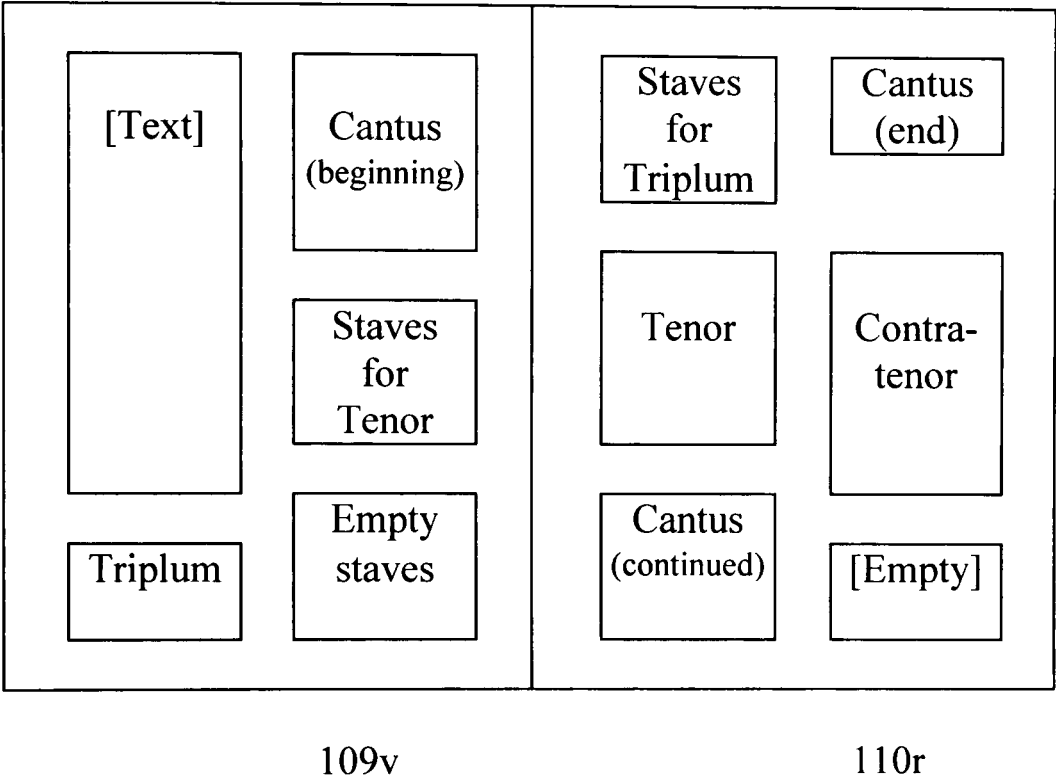 [Text]
Triplum
Cantus
(beginning)
Staves
for
Tenor
Empty
staves
Staves
for
Triplum
Tenor
Cantus
(continued)
Cantus
(end)
Contra-
tenor
[Empty]
109v
110r